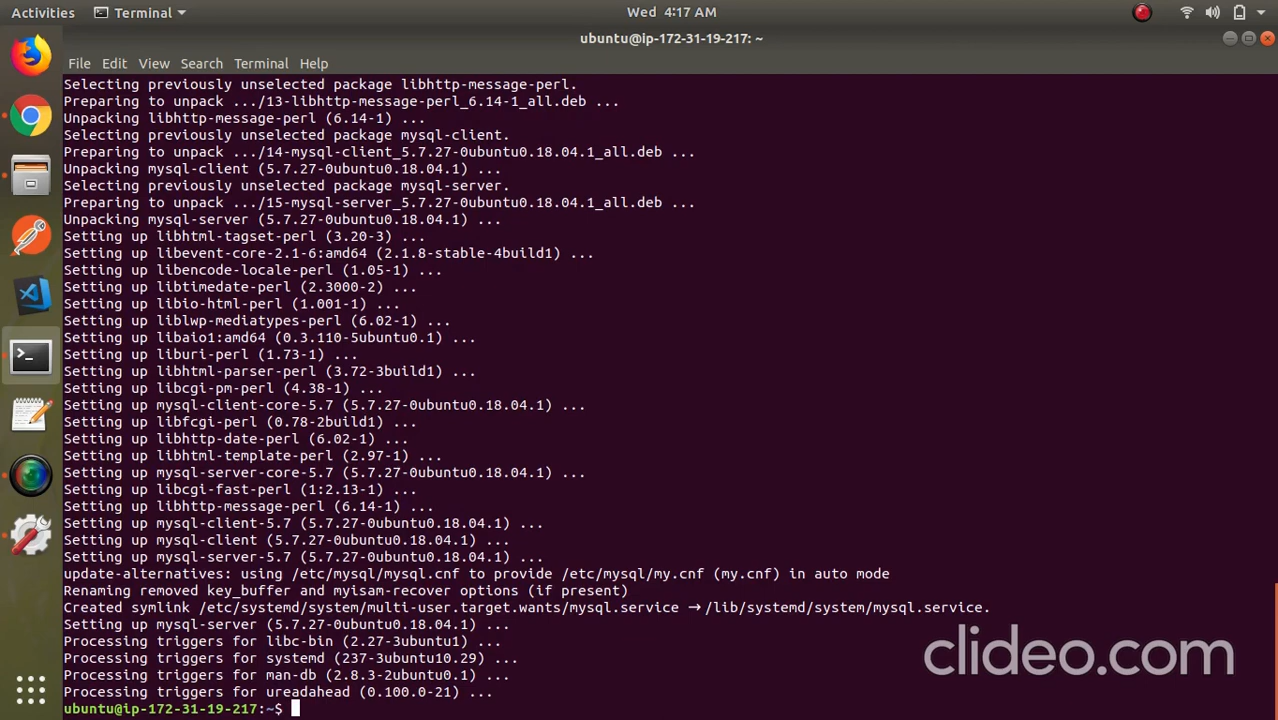 Activities Terminal Wed 4:17 AM
ubuntu@ip-172-31-19-217: ~
File Edit View Search Terminal Help
Selecting previously unselected package libhttp-message-perl.
Preparing to unpack .../13-libhttp-message-perl_6.14-1_all.deb ...
Unpacking libhttp-message-perl (6.14-1) ...
Selecting previously unselected package mysql-client.
Preparing to unpack .../14-mysql-client_5.7.27-0ubuntu0.18.04.1_all.deb ...
Unpacking mysql-client (5.7.27-0ubuntu0.18.04.1) ...
Selecting previously unselected package mysql-server.
Preparing to unpack .../15-mysql-server_5.7.27-0ubuntu0.18.04.1_all.deb ...
Unpacking mysql-server (5.7.27-0ubuntu0.18.04.1) ...
Setting up libhtml-tagset-perl (3.20-3) ...
Setting up libevent-core-2.1-6:amd64 (2.1.8-stable-4build1) ...
Setting up libencode-locale-perl (1.05-1) ...
Setting up libtimedate-perl (2.3000-2) ...
Setting up libio-html-perl (1.001-1) ...
Setting up liblwp-mediatypes-perl (6.02-1) ...
Setting up libaio1:amd64 (0.3.110-5ubuntu0.1) ...
Setting up liburi-perl (1.73-1) ...
Setting up libhtml-parser-perl (3.72-3build1) ...
Setting up libcgi-pm-perl (4.38-1) ...
Setting up mysql-client-core-5.7 (5.7.27-0ubuntu0.18.04.1) ...
Setting up libfcgi-perl (0.78-2build1) ...
Setting up libhttp-date-perl (6.02-1) ...
Setting up libhtml-template-perl (2.97-1) ...
Setting up mysql-server-core-5.7 (5.7.27-0ubuntu0.18.04.1) ...
Setting up libcgi-fast-perl (1:2.13-1) ...
Setting up libhttp-message-perl (6.14-1) ...
Setting up mysql-client-5.7 (5.7.27-0ubuntu0.18.04.1) ...
Setting up mysql-client (5.7.27-0ubuntu0.18.04.1) ...
Setting up mysql-server-5.7 (5.7.27-0ubuntu0.18.04.1) ...
update-alternatives: using /etc/mysql/mysql.cnf to provide /etc/mysql/my.cnf (my.cnf) in auto mode
Renaming removed key_buffer and myisam-recover options (if present)
Created symlink /etc/systemd/system/multi-user.target.wants/mysql.service → /lib/systemd/system/mysql.service.
Setting up mysql-server (5.7.27-0ubuntu0.18.04.1) ...
Processing triggers for libc-bin (2.27-3ubuntu1) ...
Processing triggers for systemd (237-3ubuntu10.29) ...
Processing triggers for man-db (2.8.3-2ubuntu0.1) ...
Processing triggers for ureadahead (0.100.0-21) ...
ubuntu@ip-172-31-19-217:~$
clideo.com